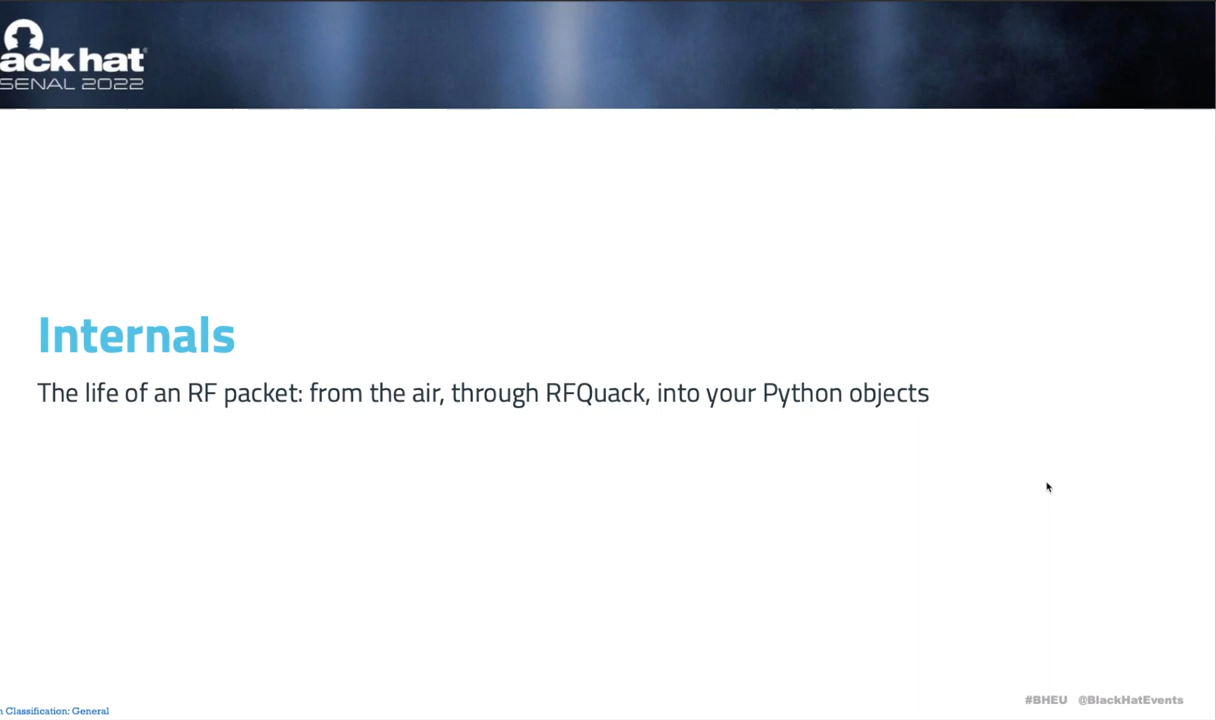 ack hat
SENAL 2022
Internals
The life of an RF packet: from the air, through RFQuack, into your Python objects
#BHEU @BlackHatEvents
n Classification: General